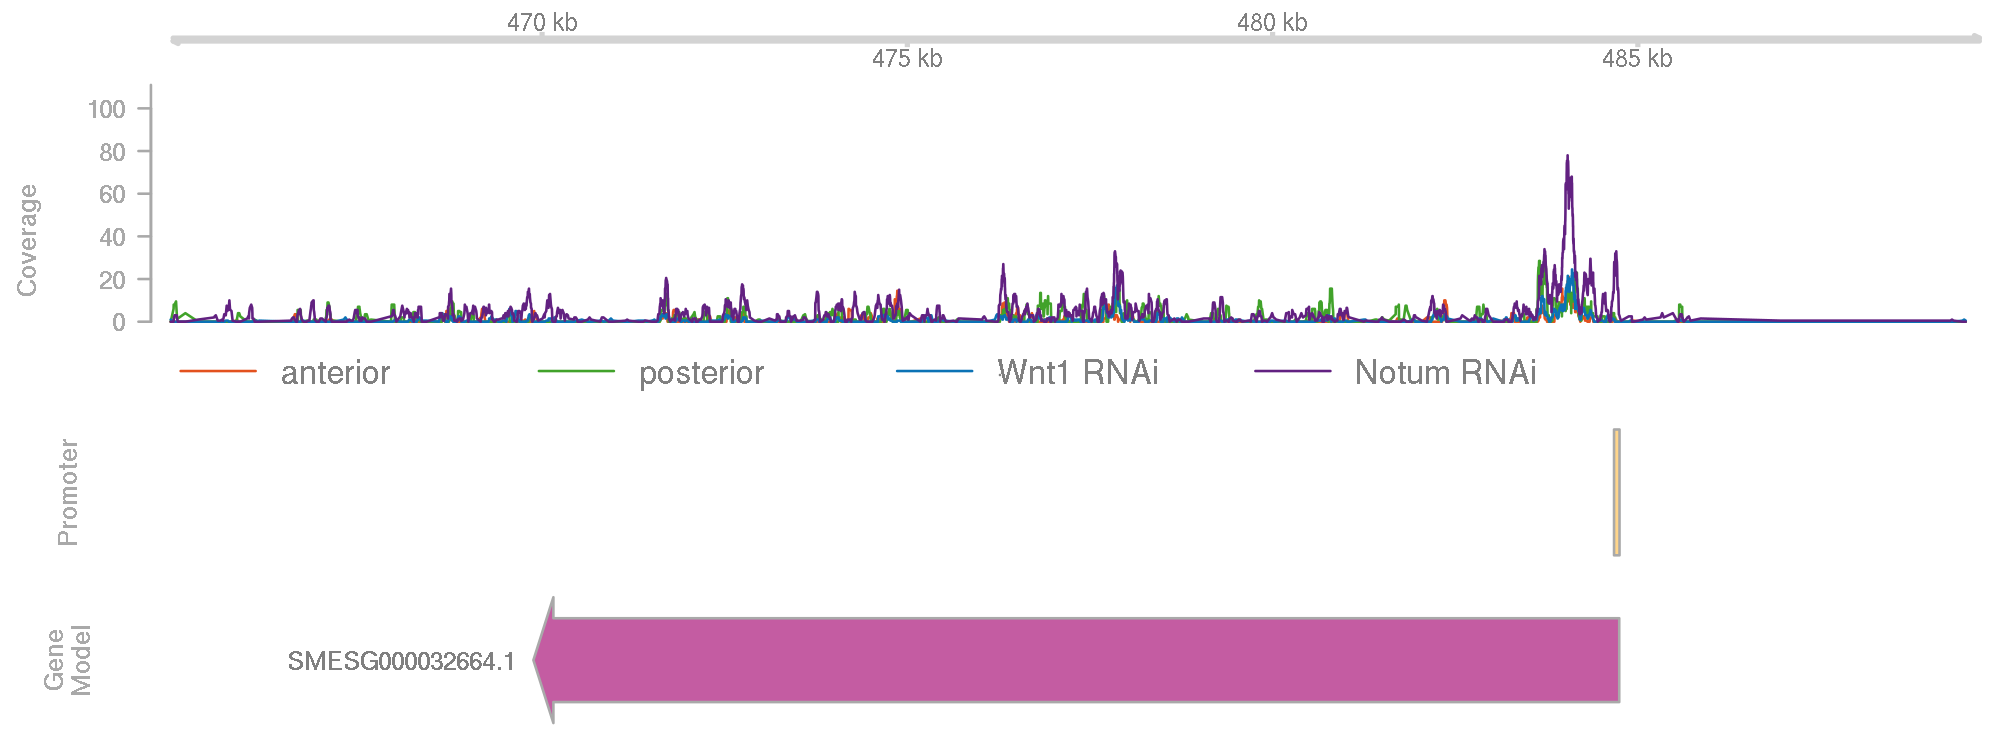 470 kb
480 kb
475 kb
485 kb
Coverage
100
80
60
40
20
0
anterior posterior Wnt1 RNAi Notum RNAi
Promoter
Gene
Model
SMESG000032664.1